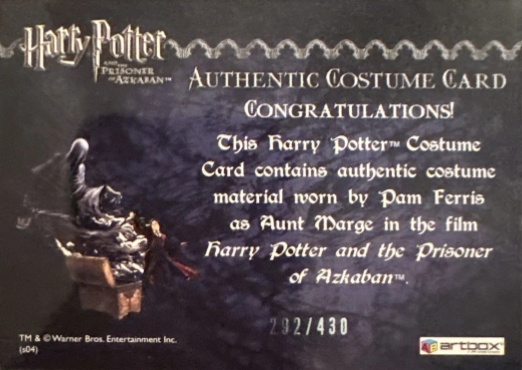 Harry Potter
AND THE
PRISONER
OF AZKABAN™
AUTHENTIC COSTUME CARD
CONGRATULATIONS!
This Harry Potter™ Costume
Card contains authentic costume
material worn by Pam Ferris
as Aunt Marge in the film
Harry Potter and the Prisoner
of Azkaban™.
292/430
TM & © Warner Bros. Entertainment Inc.
(s04)
artbox